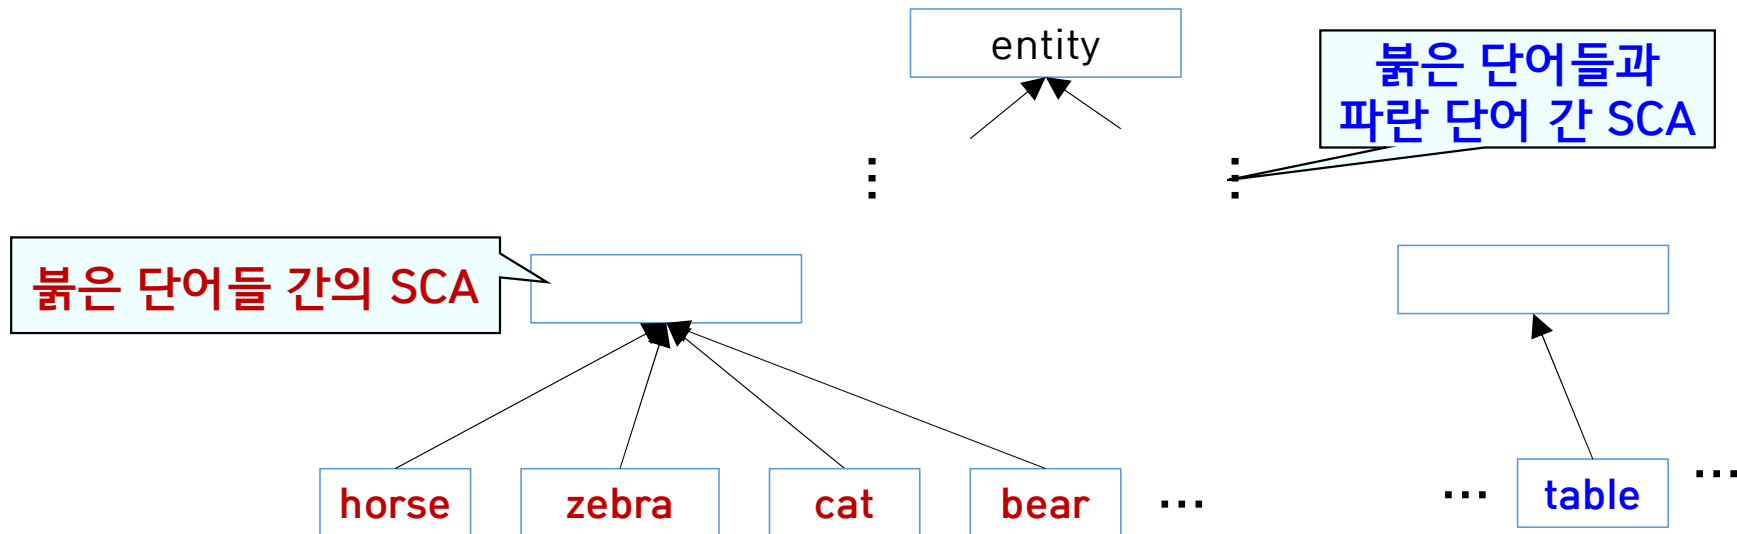 entity
붉은 단어들과
파란 단어 간 SCA
⋮ ⋮
붉은 단어들 간의 SCA
horse zebra cat bear ... ... table ...